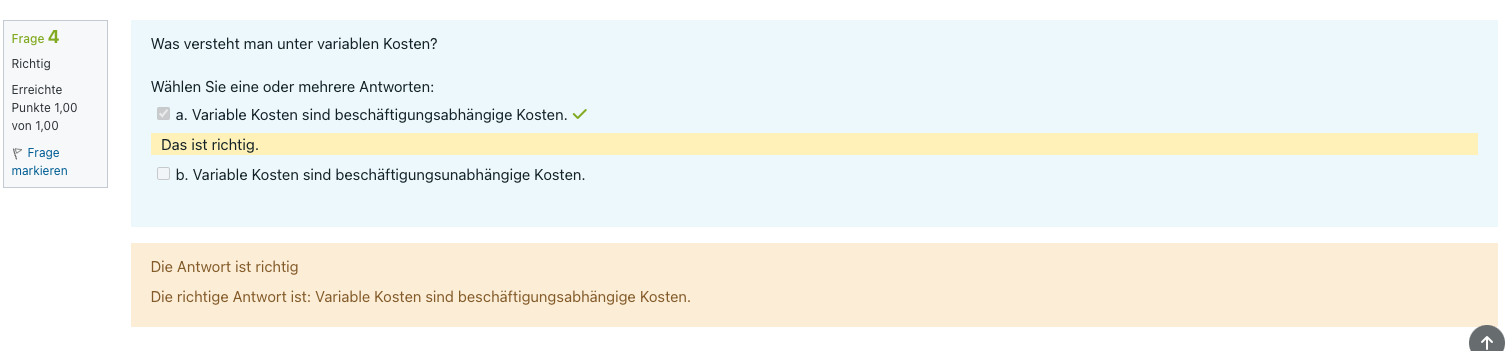 Frage 4
Richtig
Erreichte
Punkte 1,00
von 1,00
Frage
markieren
Was versteht man unter variablen Kosten?
Wählen Sie eine oder mehrere Antworten:
a. Variable Kosten sind beschäftigungsabhängige Kosten.
Das ist richtig.
b. Variable Kosten sind beschäftigungsunabhängige Kosten.
Die Antwort ist richtig
Die richtige Antwort ist: Variable Kosten sind beschäftigungsabhängige Kosten.